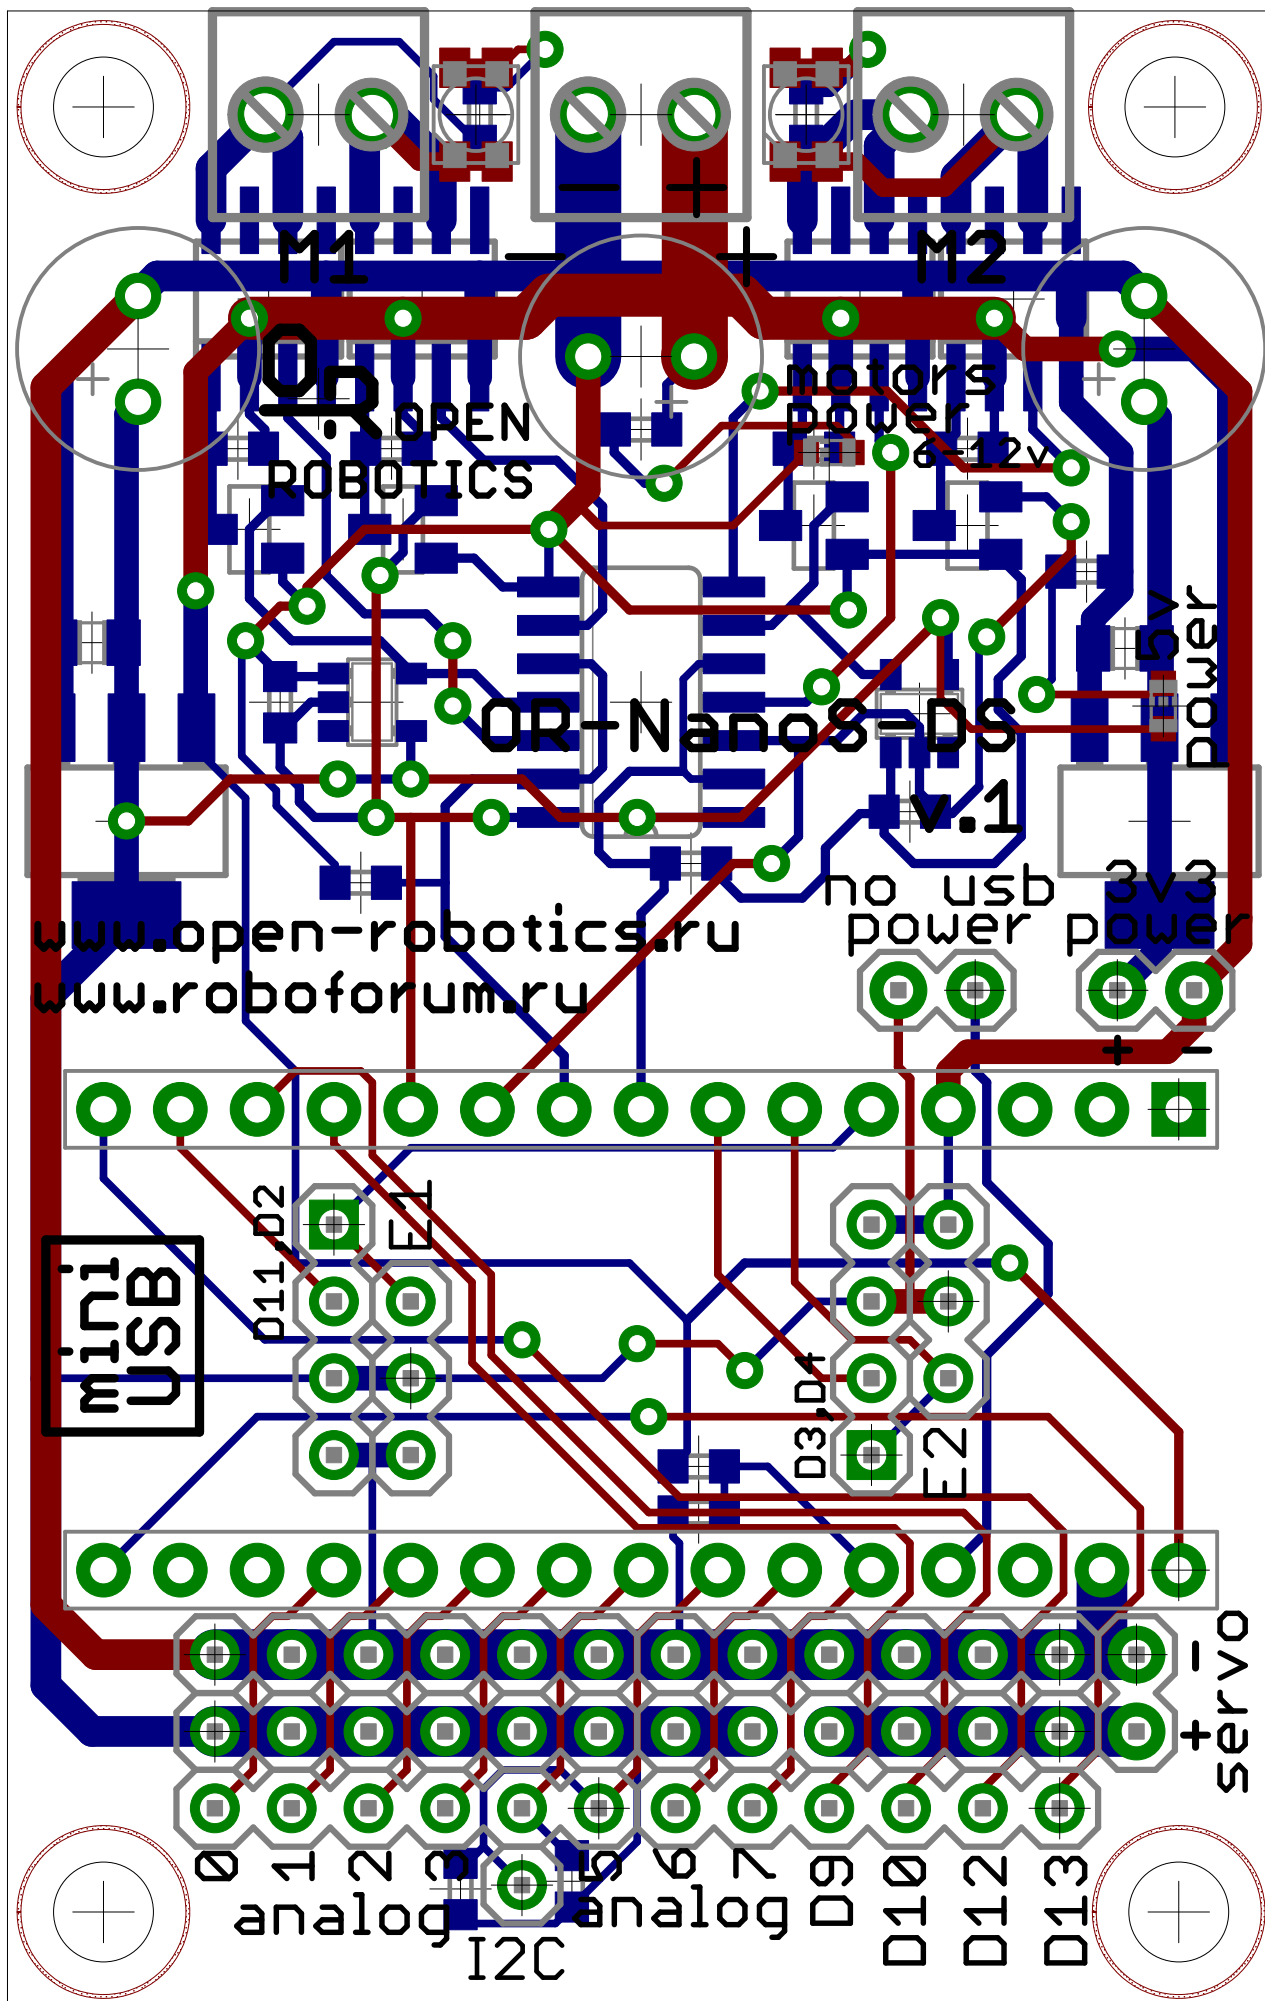 - +
M1 - + M2
OR OPEN
ROBOTICS
motors
power
6-12v
5v
power
OR-NanoS-DS
v.1
no usb
power
3v3
power
www.open-robotics.ru
www.roboforum.ru
+ -
D11,D2
E1
mini
USB
D3,D4
E2
- +
servo
0 1 2 3 5 6 7 D9 D10 D12 D13
analog analog
I2C